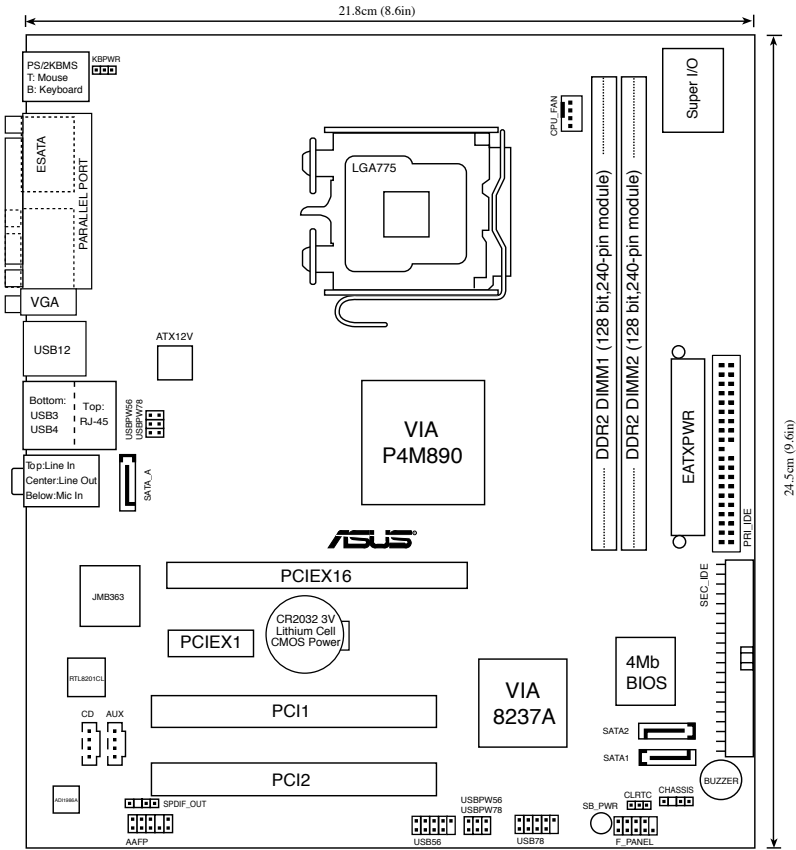 21.8cm (8.6in)
24.5cm (9.6in)
PS/2KBMS
T: Mouse
B: Keyboard
KBPWR
ESATA
PARALLEL PORT
VGA
USB12
Bottom:
USB3
USB4
Top:
RJ-45
Top:Line In
Center:Line Out
Below:Mic In
ATX12V
USBPW56
USBPW78
SATA_A
LGA775
CPU_FAN
Super I/O
DDR2 DIMM1 (128 bit,240-pin module)
DDR2 DIMM2 (128 bit,240-pin module)
EATXPWR
PRI_IDE
VIA
P4M890
ASUS
PCIEX16
JMB363
CR2032 3V
Lithium Cell
CMOS Power
PCIEX1
SEC_IDE
RTL8201CL
4Mb
BIOS
VIA
8237A
CD
AUX
PCI1
SATA2
SATA1
PCI2
BUZZER
ADI1986A
SPDIF_OUT
AAFP
USBPW56
USBPW78
USB56
USB78
SB_PWR
CLRTC
CHASSIS
F_PANEL